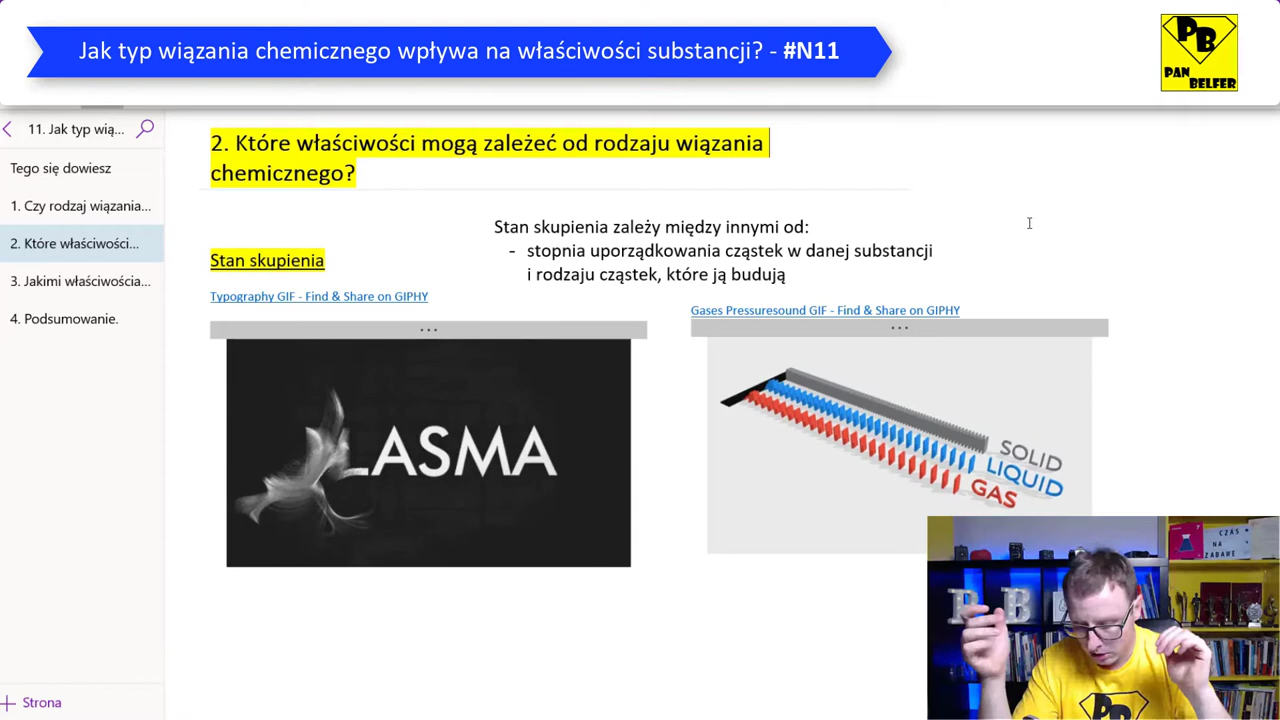 Jak typ wiązania chemicznego wpływa na właściwości substancji? - #N11
PB
PAN
BELFER
11. Jak typ wią...
Tego się dowiesz
1. Czy rodzaj wiązania...
2. Które właściwości...
3. Jakimi właściwościa...
4. Podsumowanie.
Strona
2. Które właściwości mogą zależeć od rodzaju wiązania
chemicznego?
Stan skupienia zależy między innymi od:
- stopnia uporządkowania cząstek w danej substancji
i rodzaju cząstek, które ją budują
Stan skupienia
Typography GIF - Find & Share on GIPHY
Gases Pressuresound GIF - Find & Share on GIPHY
LASMA
SOLID
LIQUID
GAS
CZAS
NA
ZABAWE
P B
PB